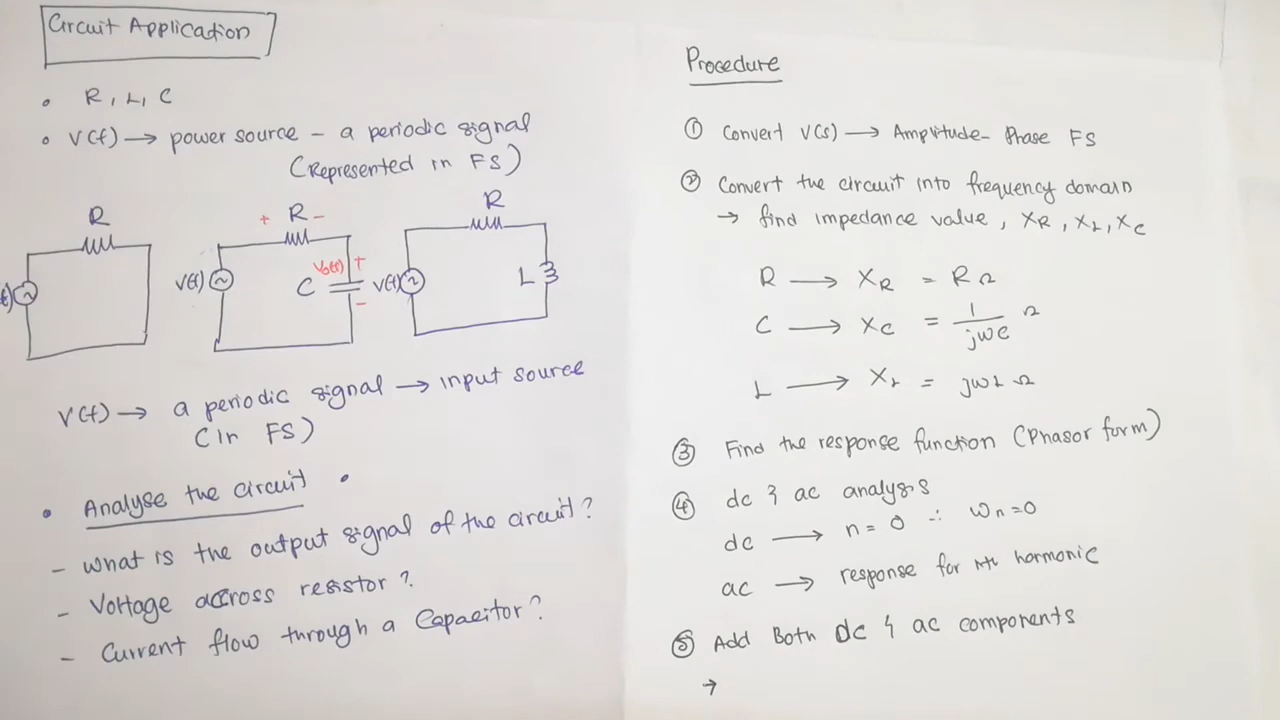 Circuit Application
• R, L, C
• V(t) → power source – a periodic signal
(Represented in FS)
R
+ R –
R
V(t)
C
Vo(t) +
–
V(t)
L
V(t) → a periodic signal → input source
(in FS)
• Analyse the circuit •
– What is the output signal of the circuit?
– Voltage across resistor?
– Current flow through a Capacitor?
Procedure
① Convert V(s) → Amplitude- Phase FS
② Convert the circuit into frequency domain
→ find impedance value, XR, XL, XC
R → XR = R Ω
C → XC = 1/jωC Ω
L → XL = jωL Ω
③ Find the response function (Phasor form)
④ dc & ac analysis
dc → n = 0 ∴ ωn = 0
ac → response for nth harmonic
⑤ Add Both dc & ac components
→